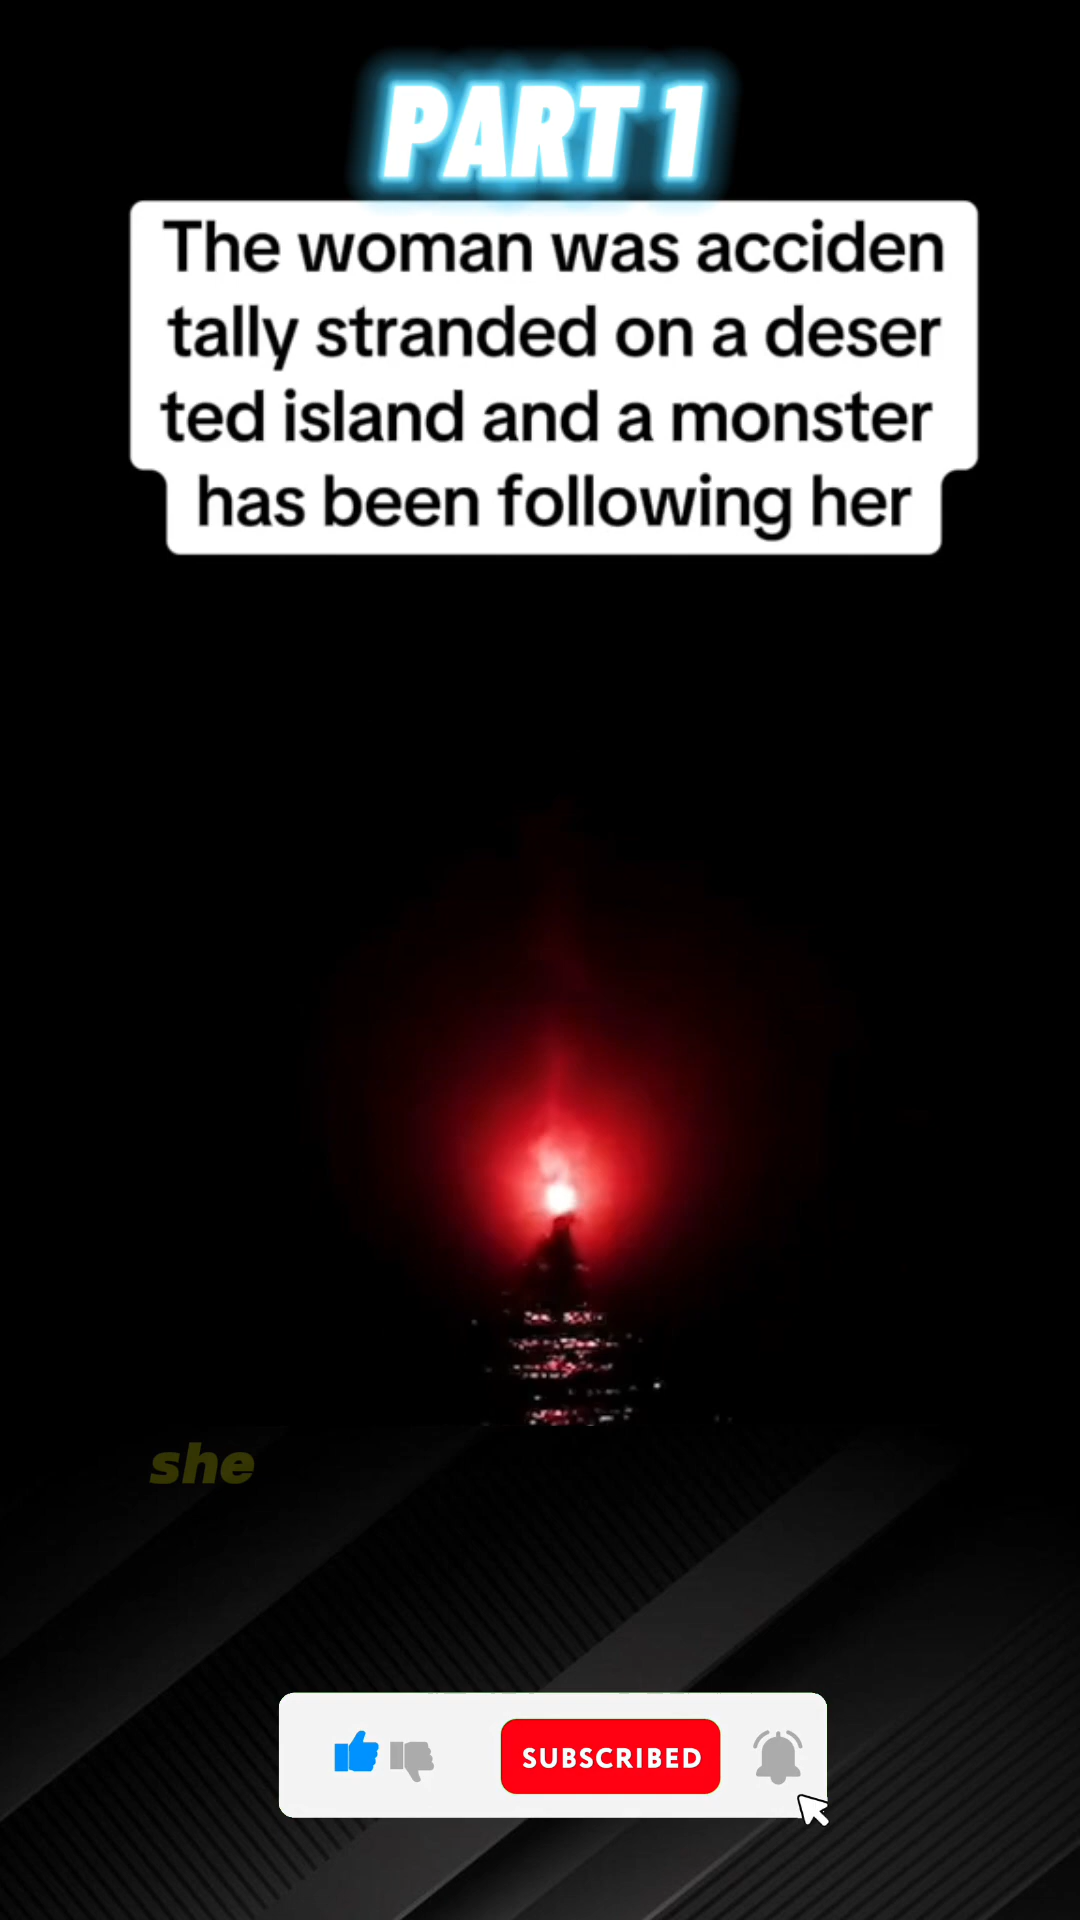 PART 1
The woman was acciden
tally stranded on a deser
ted island and a monster
has been following her
she
SUBSCRIBED